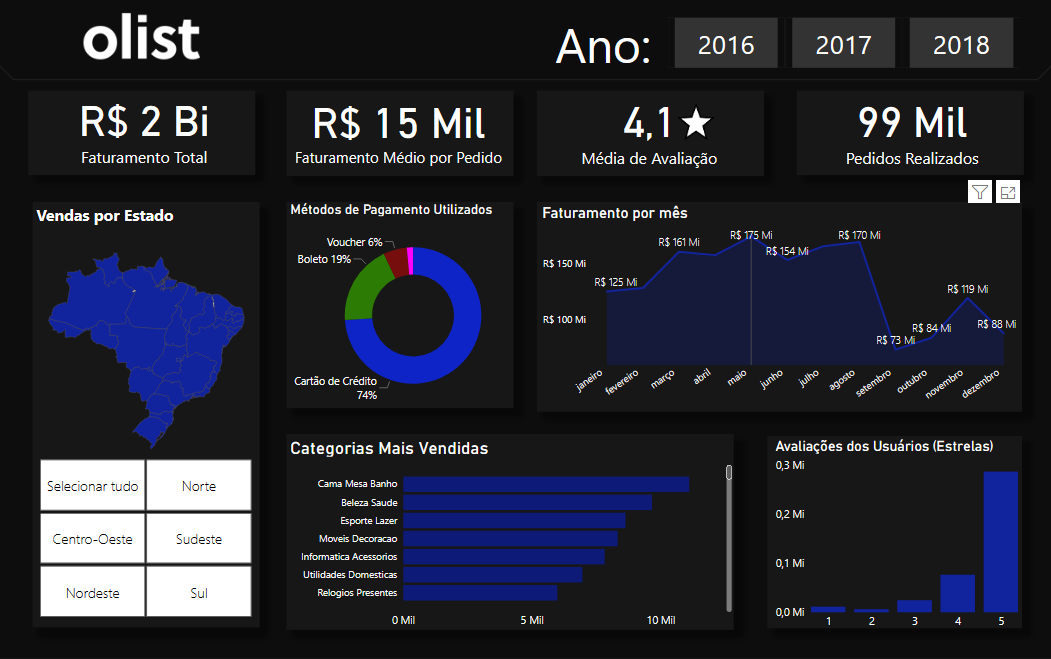 olist
Ano:
2016
2017
2018
R$ 2 Bi
Faturamento Total
R$ 15 Mil
Faturamento Médio por Pedido
4,1★
Média de Avaliação
99 Mil
Pedidos Realizados
Vendas por Estado
Selecionar tudo
Norte
Centro-Oeste
Sudeste
Nordeste
Sul
Métodos de Pagamento Utilizados
Voucher 6%
Boleto 19%
Cartão de Crédito
74%
Faturamento por mês
R$ 150 Mi
R$ 100 Mi
R$ 125 Mi
R$ 161 Mi
R$ 175 Mi
R$ 154 Mi
R$ 170 Mi
R$ 73 Mi
R$ 84 Mi
R$ 119 Mi
R$ 88 Mi
janeiro
fevereiro
março
abril
maio
junho
julho
agosto
setembro
outubro
novembro
dezembro
Categorias Mais Vendidas
Cama Mesa Banho
Beleza Saude
Esporte Lazer
Moveis Decoracao
Informatica Acessorios
Utilidades Domesticas
Relogios Presentes
0 Mil
5 Mil
10 Mil
Avaliações dos Usuários (Estrelas)
0,3 Mi
0,2 Mi
0,1 Mi
0,0 Mi
1
2
3
4
5